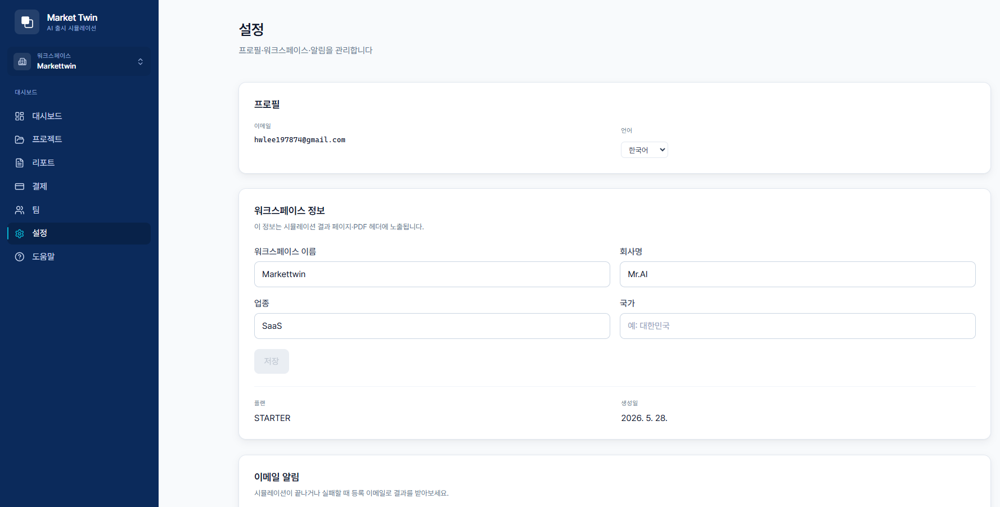 Market Twin
AI 출시 시뮬레이션
워크스페이스
Markettwin
대시보드
대시보드
프로젝트
리포트
결제
팀
설정
도움말
설정
프로필·워크스페이스·알림을 관리합니다
프로필
이메일
hwlee197874@gmail.com
언어
한국어
워크스페이스 정보
이 정보는 시뮬레이션 결과 페이지·PDF 헤더에 노출됩니다.
워크스페이스 이름
Markettwin
회사명
Mr.AI
업종
SaaS
국가
예: 대한민국
저장
플랜
STARTER
생성일
2026. 5. 28.
이메일 알림
시뮬레이션이 끝나거나 실패할 때 등록 이메일로 결과를 받아보세요.